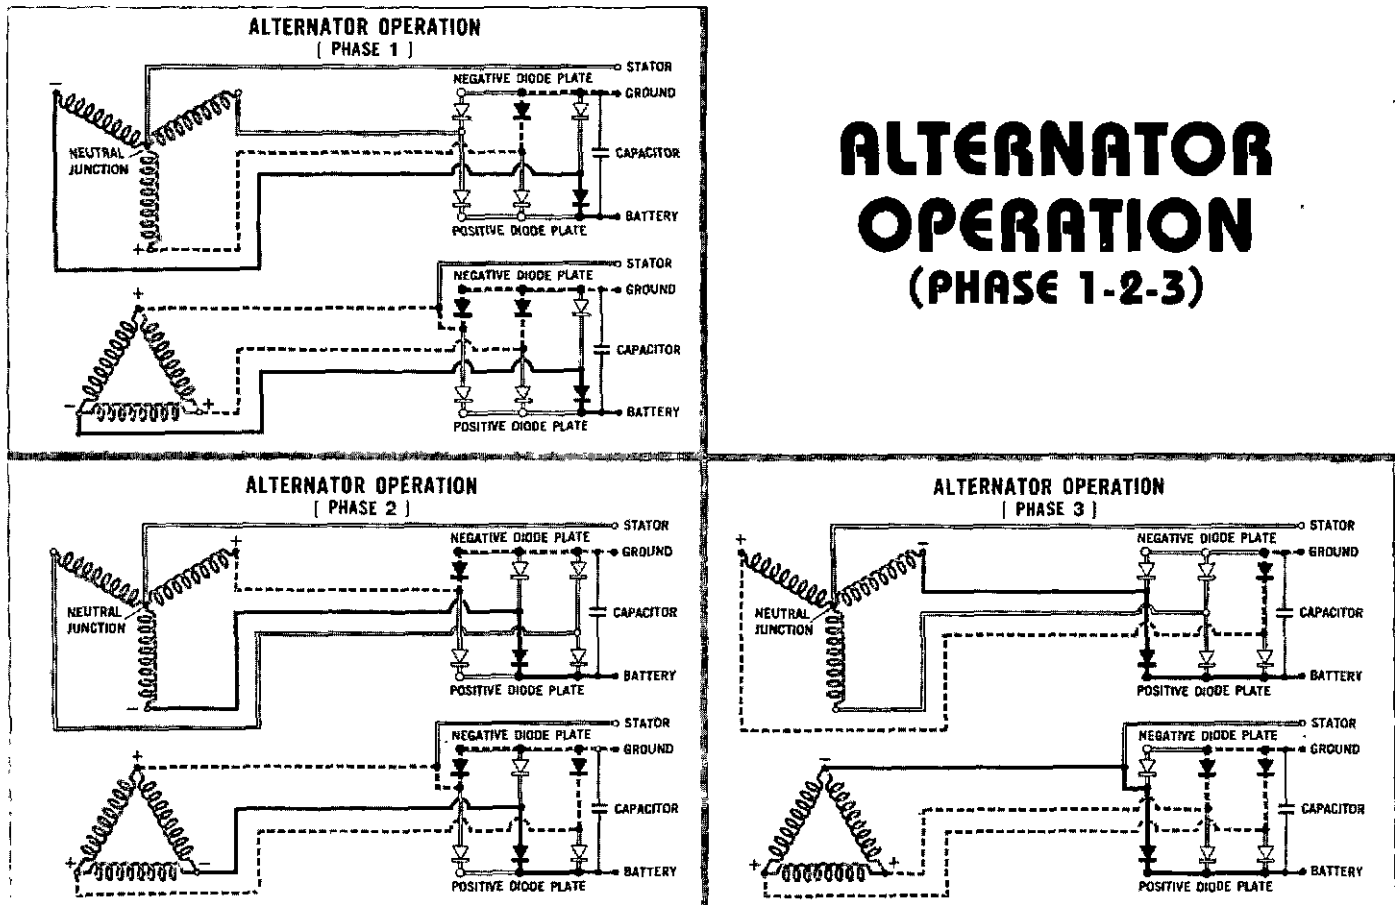 ALTERNATOR OPERATION
[ PHASE 1 ]
STATOR
NEGATIVE DIODE PLATE
GROUND
NEUTRAL
JUNCTION
CAPACITOR
BATTERY
POSITIVE DIODE PLATE
STATOR
NEGATIVE DIODE PLATE
GROUND
CAPACITOR
BATTERY
POSITIVE DIODE PLATE
ALTERNATOR
OPERATION
(PHASE 1-2-3)
ALTERNATOR OPERATION
[ PHASE 2 ]
STATOR
NEGATIVE DIODE PLATE
GROUND
NEUTRAL
JUNCTION
CAPACITOR
BATTERY
POSITIVE DIODE PLATE
STATOR
NEGATIVE DIODE PLATE
GROUND
CAPACITOR
BATTERY
POSITIVE DIODE PLATE
ALTERNATOR OPERATION
[ PHASE 3 ]
STATOR
NEGATIVE DIODE PLATE
GROUND
NEUTRAL
JUNCTION
CAPACITOR
BATTERY
POSITIVE DIODE PLATE
STATOR
NEGATIVE DIODE PLATE
GROUND
CAPACITOR
BATTERY
POSITIVE DIODE PLATE